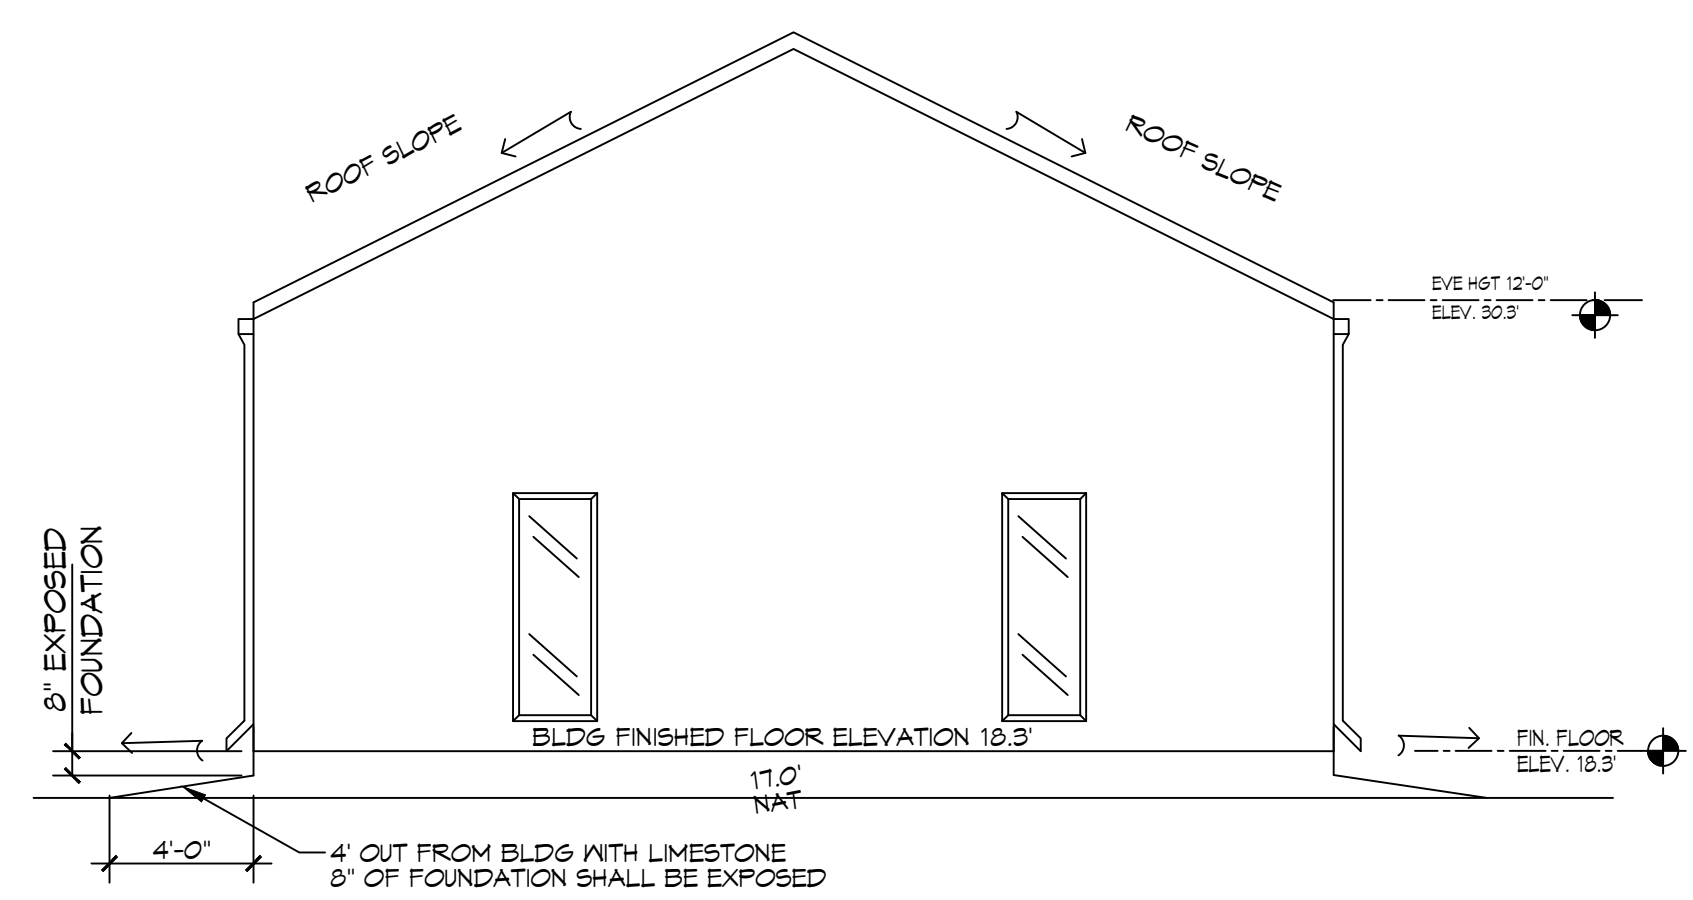 ROOF SLOPE
ROOF SLOPE
EVE HGT 12'-0"
ELEV. 30.3'
8" EXPOSED
FOUNDATION
BLDG FINISHED FLOOR ELEVATION 18.3'
FIN. FLOOR
ELEV. 18.3'
17.0'
NAT
4'-0"
4' OUT FROM BLDG WITH LIMESTONE
8" OF FOUNDATION SHALL BE EXPOSED